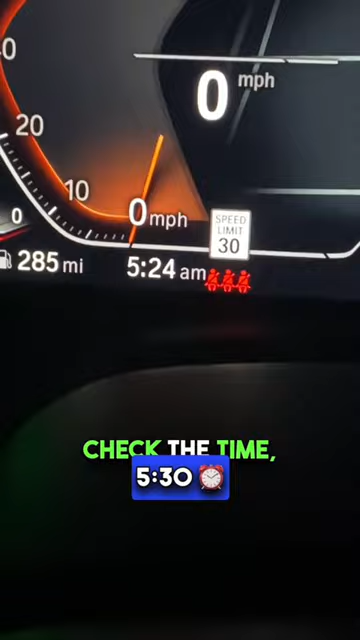 0 mph
20
10
0 mph
0
SPEED
LIMIT
30
285 mi
5:24 am
CHECK THE TIME,
5:30 ⏰